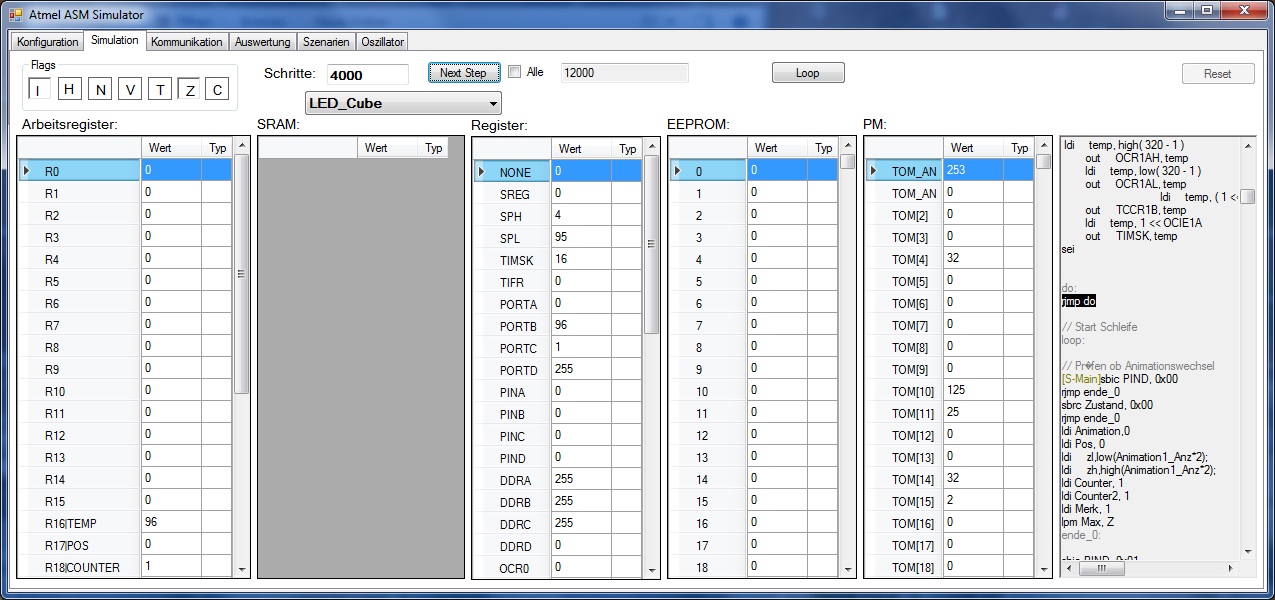 Atmel ASM Simulator
Konfiguration Simulation Kommunikation Auswertung Szenarien Oszillator
Flags
I H N V T Z C
Schritte: 4000 Next Step Alle 12000 Loop Reset
LED_Cube
Arbeitsregister:
Wert Typ
R0 0
R1 0
R2 0
R3 0
R4 0
R5 0
R6 0
R7 0
R8 0
R9 0
R10 0
R11 0
R12 0
R13 0
R14 0
R15 0
R16|TEMP 96
R17|POS 0
R18|COUNTER 1
SRAM:
Wert Typ
Register:
Wert Typ
NONE 0
SREG 0
SPH 4
SPL 95
TIMSK 16
TIFR 0
PORTA 0
PORTB 96
PORTC 1
PORTD 255
PINA 0
PINB 0
PINC 0
PIND 0
DDRA 255
DDRB 255
DDRC 255
DDRD 0
OCR0 0
EEPROM:
Wert Typ
0 0
1 0
2 0
3 0
4 0
5 0
6 0
7 0
8 0
9 0
10 0
11 0
12 0
13 0
14 0
15 0
16 0
17 0
18 0
PM:
Wert Typ
TOM_AN 253
TOM_AN 0
TOM[2] 0
TOM[3] 0
TOM[4] 32
TOM[5] 0
TOM[6] 0
TOM[7] 0
TOM[8] 0
TOM[9] 0
TOM[10] 125
TOM[11] 25
TOM[12] 0
TOM[13] 0
TOM[14] 32
TOM[15] 2
TOM[16] 0
TOM[17] 0
TOM[18] 0
ldi temp, high( 320 - 1 )
out OCR1AH, temp
ldi temp, low( 320 - 1 )
out OCR1AL, temp
ldi temp, ( 1 <<
out TCCR1B, temp
ldi temp, 1 << OCIE1A
out TIMSK, temp
sei
do:
rjmp do
// Start Schleife
loop:
// Pr�fen ob Animationswechsel
[S-Main]sbic PIND, 0x00
rjmp ende_0
sbrc Zustand, 0x00
rjmp ende_0
ldi Animation,0
ldi Pos, 0
ldi zl,low(Animation1_Anz*2);
ldi zh,high(Animation1_Anz*2);
ldi Counter, 1
ldi Counter2, 1
ldi Merk, 1
lpm Max, Z
ende_0:
sbic PIND, 0x01